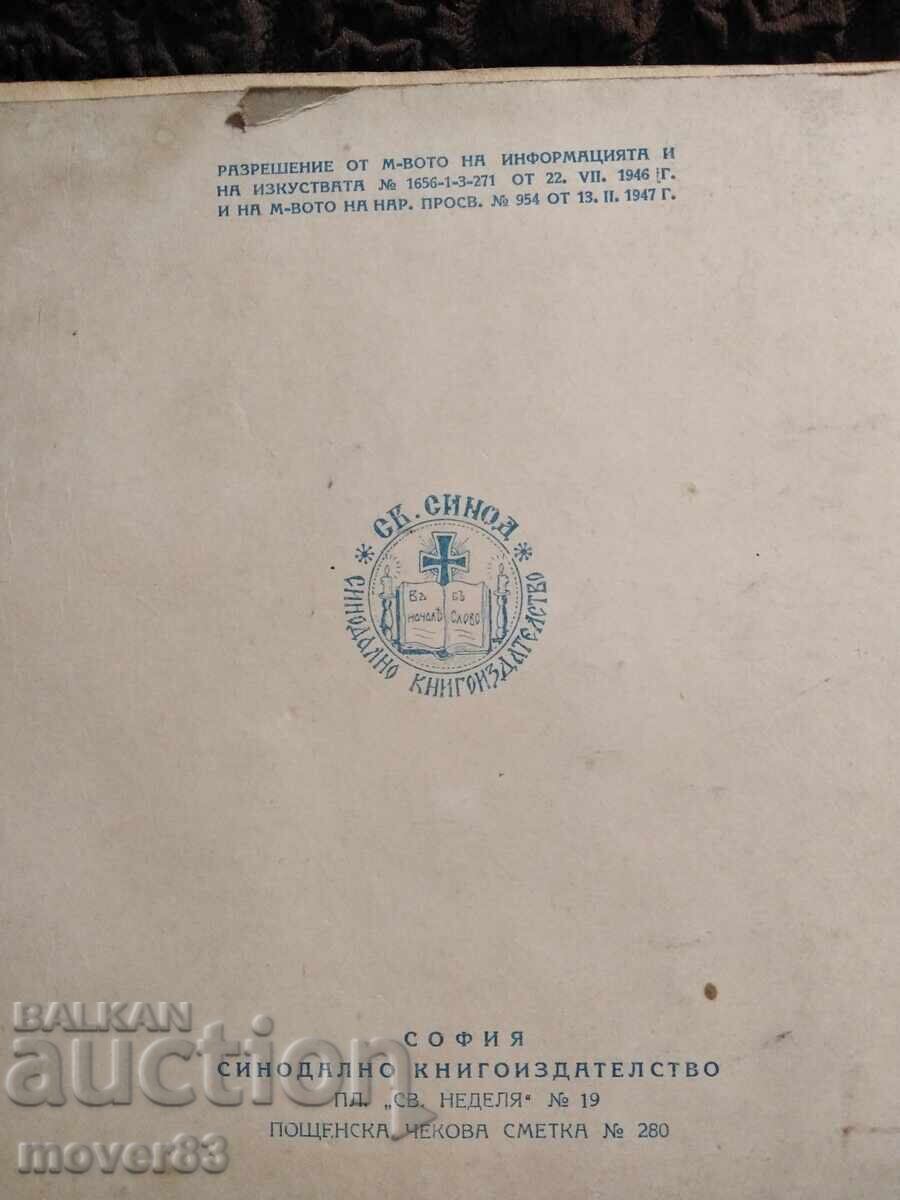 РАЗРЕШЕНИЕ ОТ М-ВОТО НА ИНФОРМАЦИЯТА И
НА ИЗКУСТВАТА № 1656-1-3-271 ОТ 22. VII. 1946 Г.
И НА М-ВОТО НА НАР. ПРОСВ. № 954 ОТ 13. II. 1947 Г.
СВ. СИНОД
Въ бѣ
началѣ Слово
СИНОДАЛНО КНИГОИЗДАТЕЛСТВО
СОФИЯ
СИНОДАЛНО КНИГОИЗДАТЕЛСТВО
ПЛ. „СВ. НЕДЕЛЯ" № 19
ПОЩЕНСКА ЧЕКОВА СМЕТКА № 280
BALKAN
auction
mover83